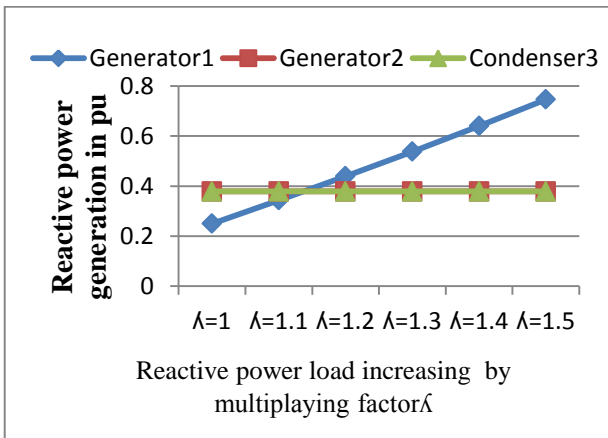 Generator1 Generator2 Condenser3
Reactive power
generation in pu
0.8
0.6
0.4
0.2
0
ʎ=1 ʎ=1.1 ʎ=1.2 ʎ=1.3 ʎ=1.4 ʎ=1.5
Reactive power load increasing by
multiplaying factorʎ